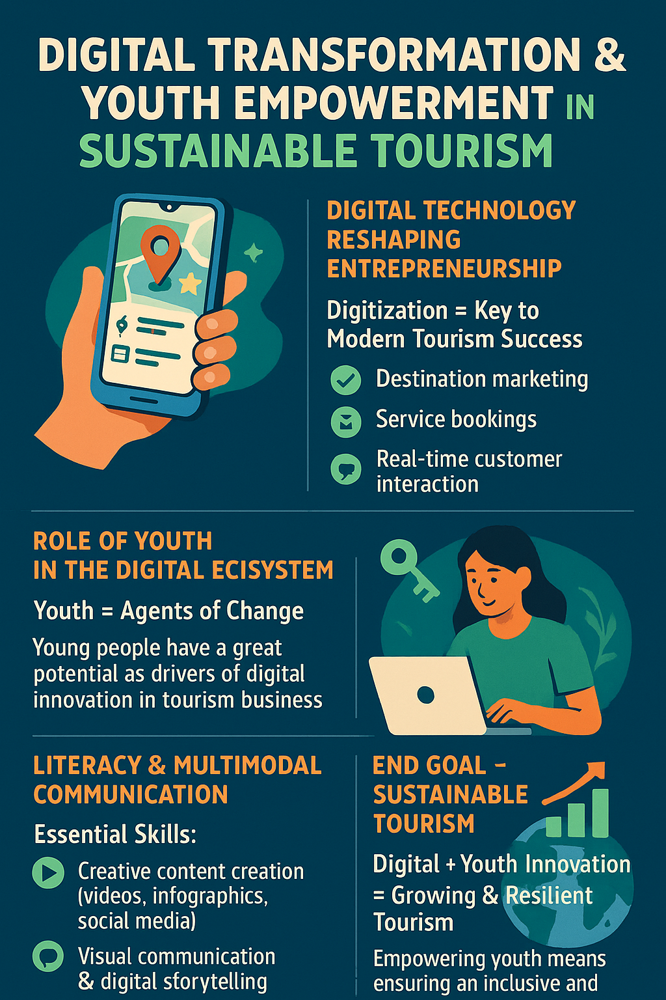 DIGITAL TRANSFORMATION &
YOUTH EMPOWERMENT IN
SUSTAINABLE TOURISM
DIGITAL TECHNOLOGY
RESHAPING
ENTREPRENEURSHIP
Digitization = Key to
Modern Tourism Success
Destination marketing
Service bookings
Real-time customer
interaction
ROLE OF YOUTH
IN THE DIGITAL ECISYSTEM
Youth = Agents of Change
Young people have a great
potential as drivers of digital
innovation in tourism business
LITERACY & MULTIMODAL
COMMUNICATION
Essential Skills:
Creative content creation
(videos, infographics,
social media)
Visual communication
& digital storytelling
END GOAL –
SUSTAINABLE
TOURISM
Digital + Youth Innovation
= Growing & Resilient
Tourism
Empowering youth means
ensuring an inclusive and